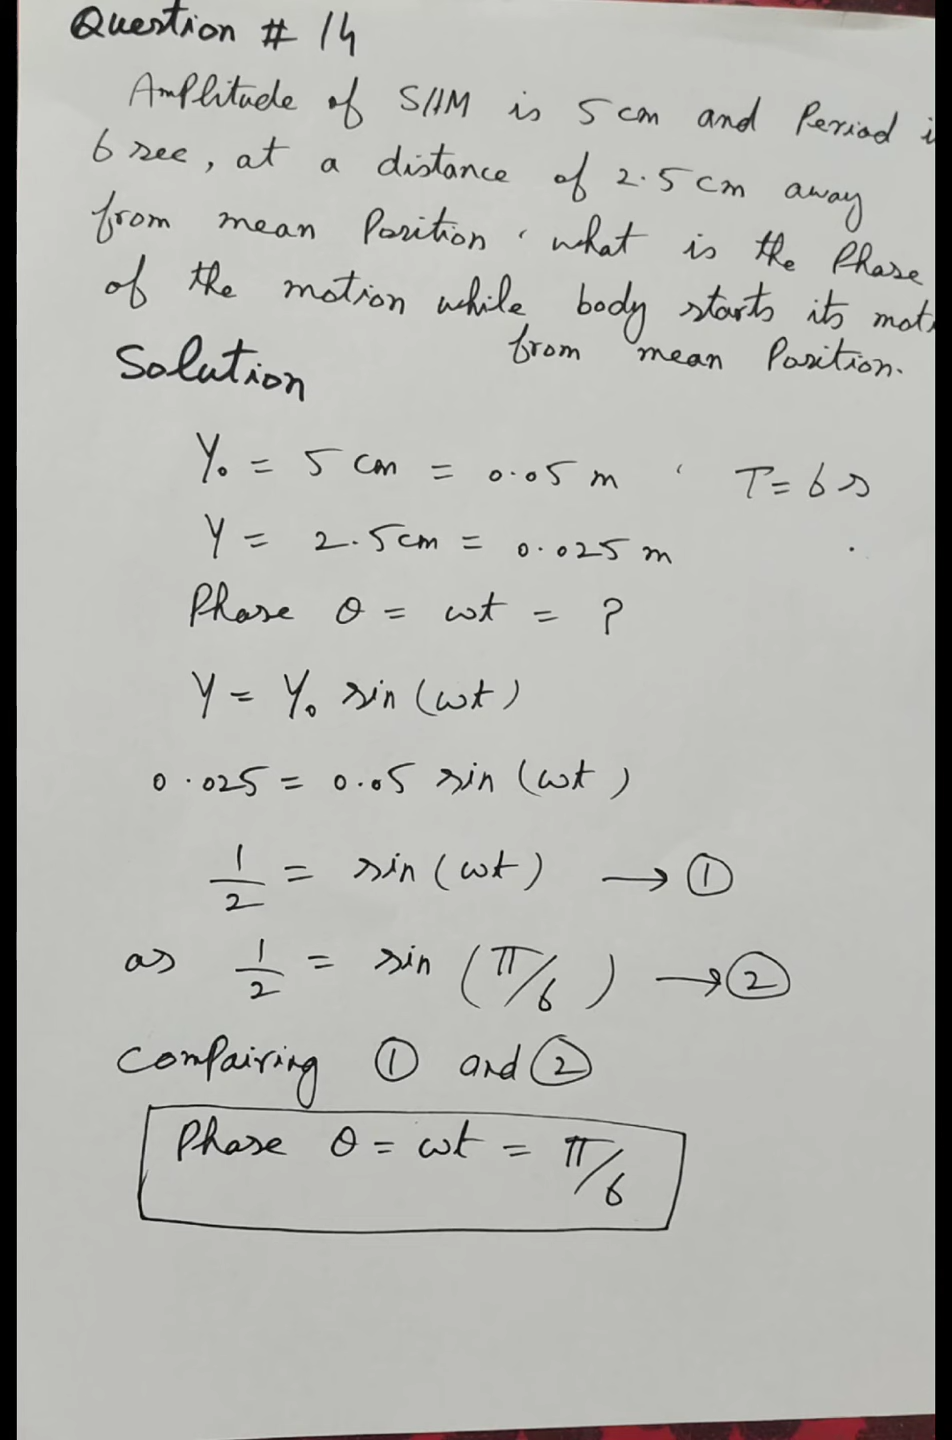 Question # 14
Amplitude of SHM is 5 cm and Period i
6 sec, at a distance of 2.5 cm away
from mean Position, what is the Phase
of the motion while body starts its mot
from mean Position.
Solution
Y₀ = 5 cm = 0.05 m , T = 6 s
Y = 2.5 cm = 0.025 m
Phase θ = ωt = ?
Y = Y₀ sin (ωt)
0.025 = 0.05 sin (ωt)
1/2 = sin (ωt) → ①
as 1/2 = sin (π/6) → ②
Compairing ① and ②
Phase θ = ωt = π/6